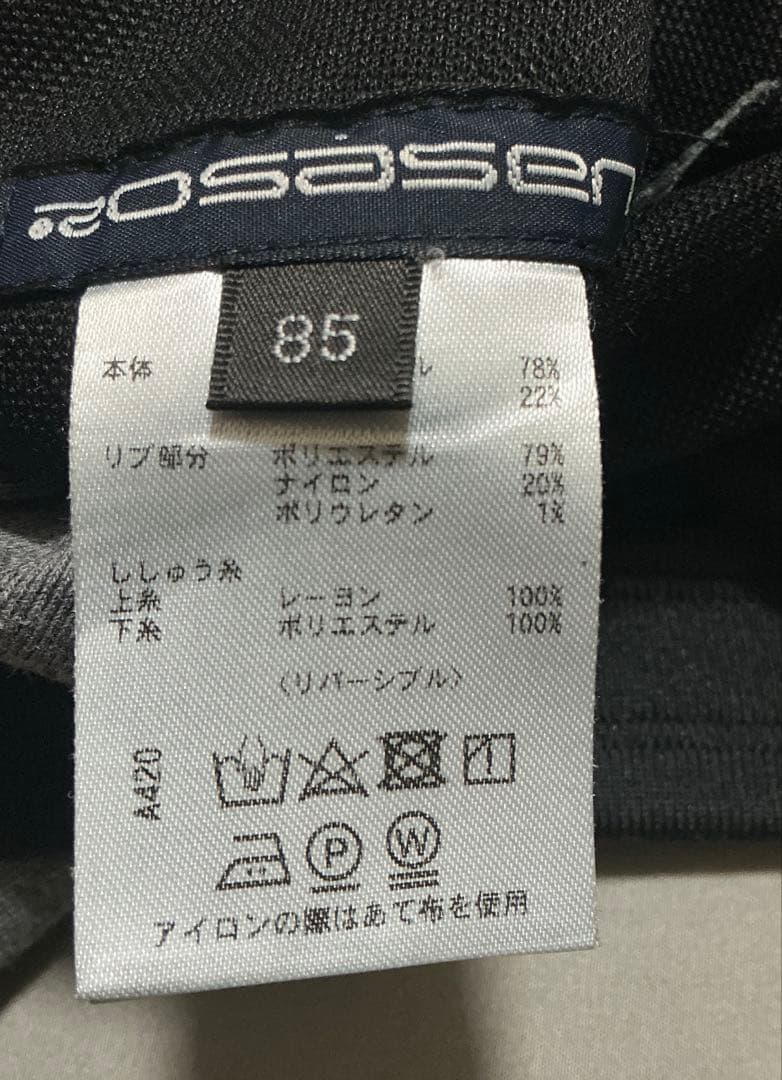 85
本体 ル 78%
22%
リブ部分 ポリエステル 79%
ナイロン 20%
ポリウレタン 1%
ししゅう糸
上糸 レーヨン 100%
下糸 ポリエステル 100%
〈リバーシブル〉
A420
P W
アイロンの際はあて布を使用